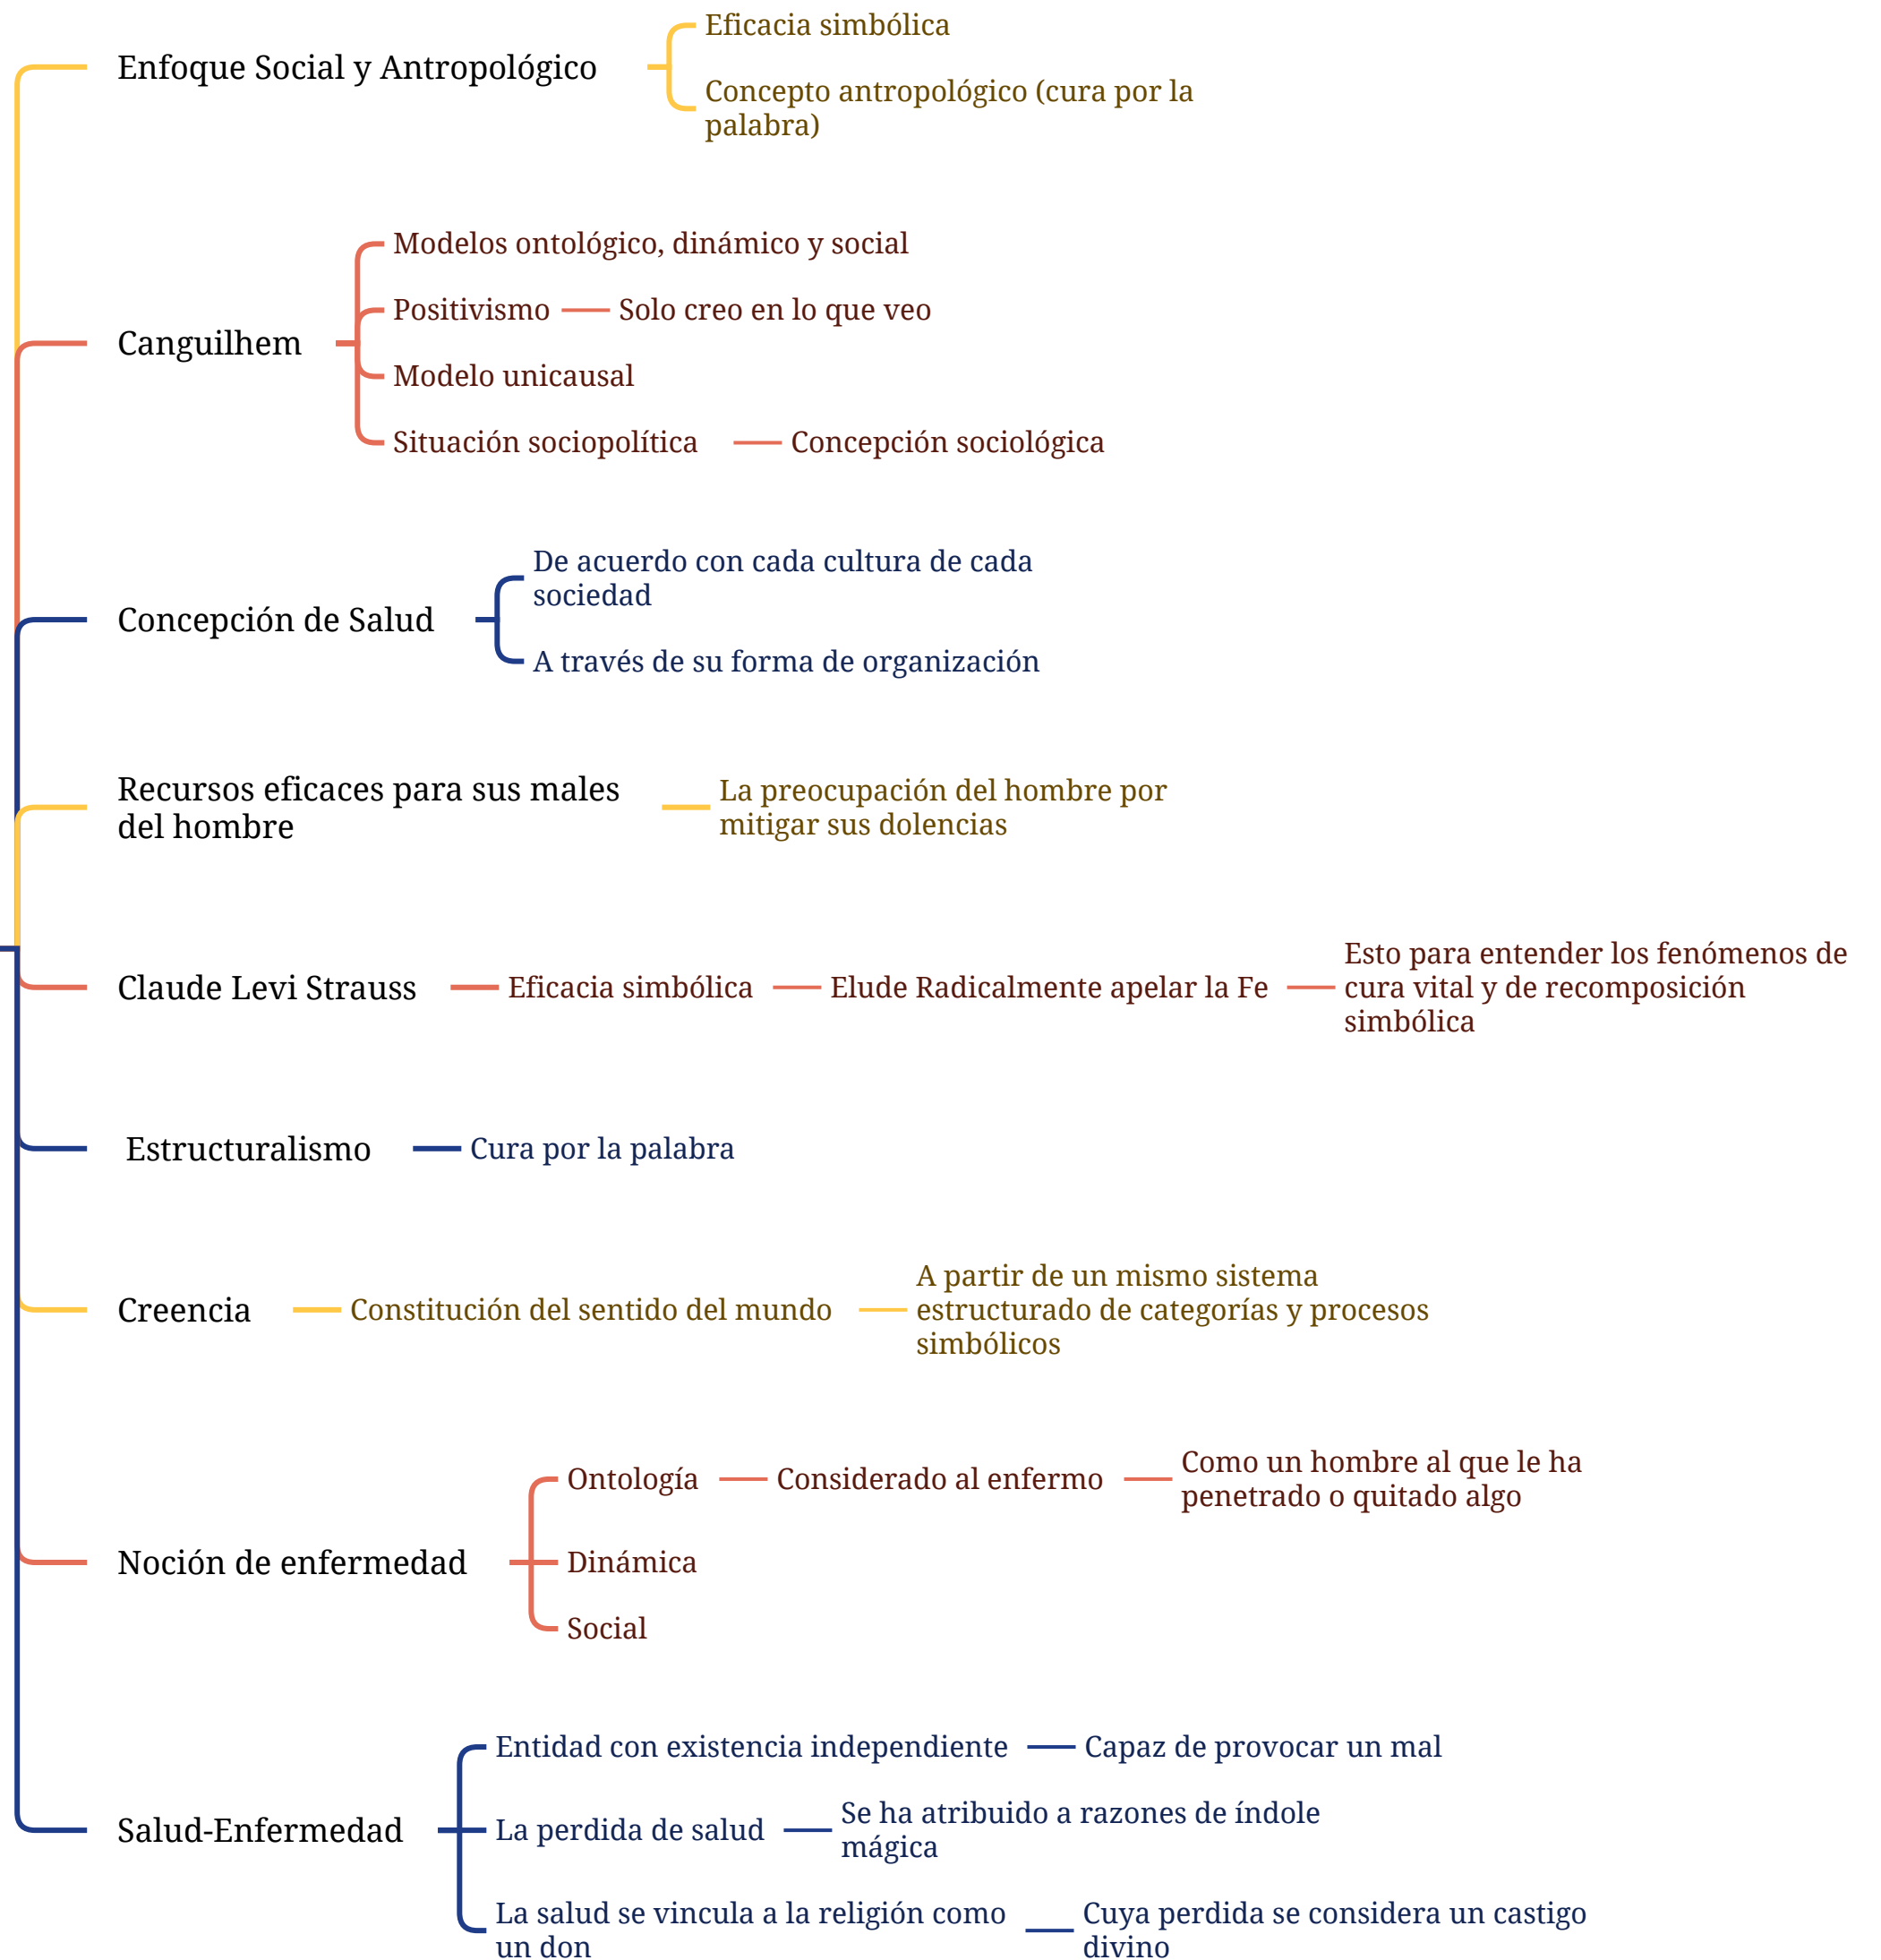 Eficacia simbólica
Enfoque Social y Antropológico
Concepto antropológico (cura por la
palabra)
Modelos ontológico, dinámico y social
Positivismo
Solo creo en lo que veo
Canguilhem
Modelo unicausal
Situación sociopolítica
Concepción sociológica
De acuerdo con cada cultura de cada
sociedad
Concepción de Salud
A través de su forma de organización
Recursos eficaces para sus males
del hombre
La preocupación del hombre por
mitigar sus dolencias
Claude Levi Strauss
Eficacia simbólica
Elude Radicalmente apelar la Fe
Esto para entender los fenómenos de
cura vital y de recomposición
simbólica
Estructuralismo
Cura por la palabra
Creencia
Constitución del sentido del mundo
A partir de un mismo sistema
estructurado de categorías y procesos
simbólicos
Ontología
Considerado al enfermo
Como un hombre al que le ha
penetrado o quitado algo
Noción de enfermedad
Dinámica
Social
Entidad con existencia independiente
Capaz de provocar un mal
Salud-Enfermedad
La perdida de salud
Se ha atribuido a razones de índole
mágica
La salud se vincula a la religión como
un don
Cuya perdida se considera un castigo
divino